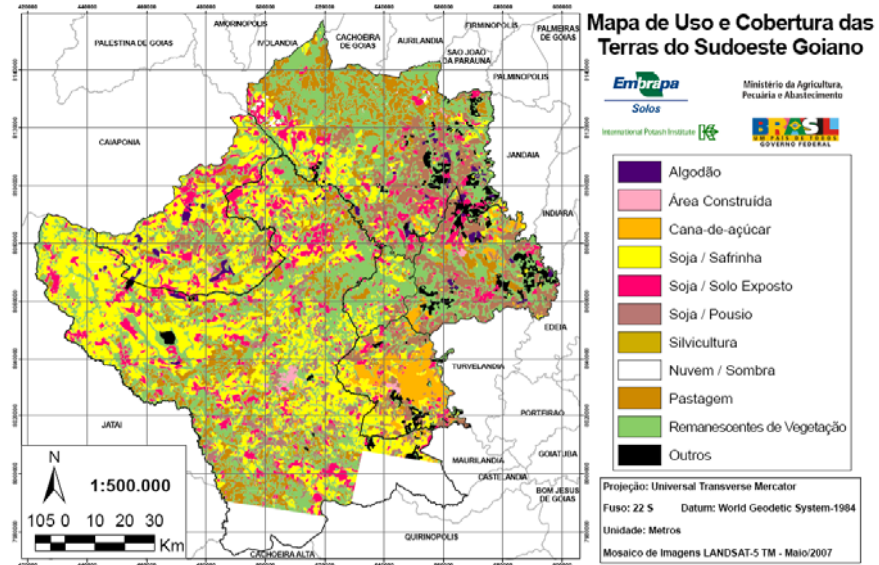 Mapa de Uso e Cobertura das
Terras do Sudoeste Goiano
Embrapa
Solos
Ministério da Agricultura,
Pecuária e Abastecimento
International Potash Institute
BRASIL
UM PAÍS DE TODOS
GOVERNO FEDERAL
Algodão
Área Construída
Cana-de-açúcar
Soja / Safrinha
Soja / Solo Exposto
Soja / Pousio
Silvicultura
Nuvem / Sombra
Pastagem
Remanescentes de Vegetação
Outros
Projeção: Universal Transverse Mercator
Fuso: 22 S Datum: World Geodetic System-1984
Unidade: Metros
Mosaico de Imagens LANDSAT-5 TM - Maio/2007
AMORINOPOLIS
PALESTINA DE GOIAS
IVOLANDIA
CACHOEIRA
DE GOIAS
AURILANDIA
FIRMINOPOLIS
PALMEIRAS
DE GOIAS
SAO JOAO
DA PARAUNA
PALMINOPOLIS
CAIAPONIA
JANDAIA
INDIARA
EDEIA
TURVELANDIA
PORTEIRAO
JATAI
MAURILANDIA
GOIATUBA
CASTELANDIA
BOM JESUS
DE GOIAS
QUIRINOPOLIS
CACHOEIRA ALTA
N
1:500.000
105 0 10 20 30
Km